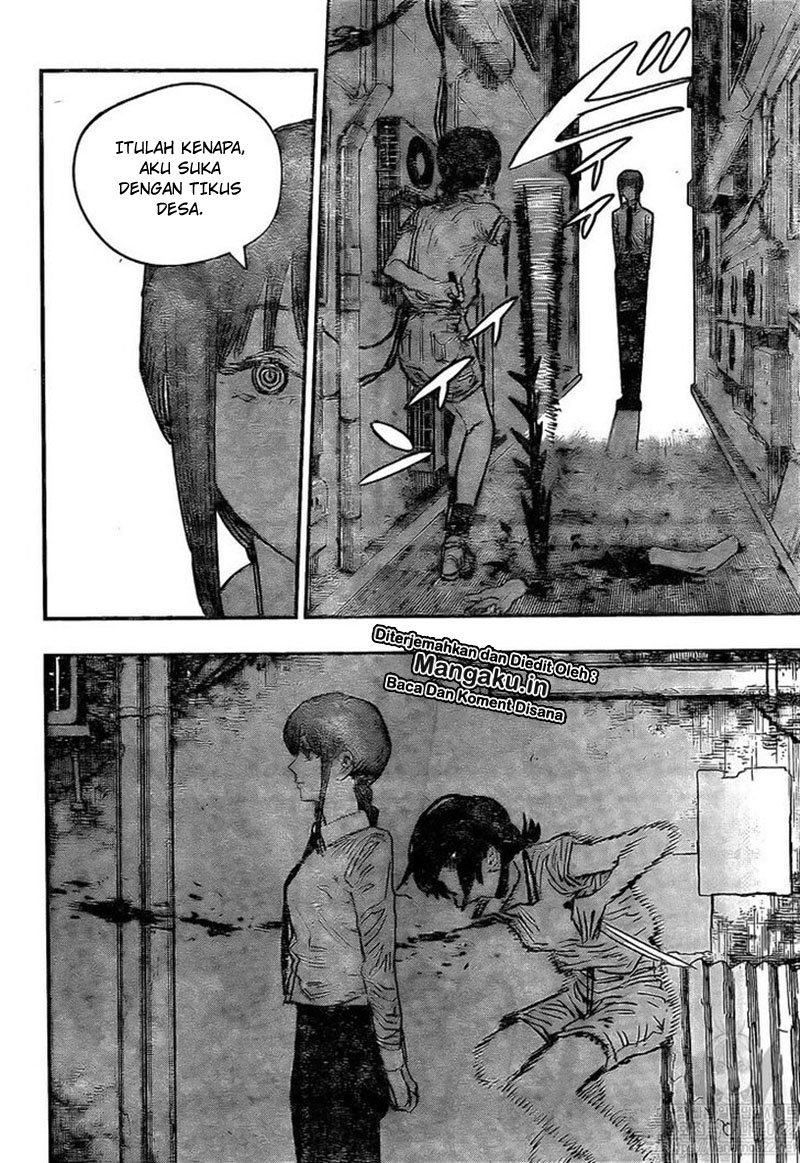 ITULAH KENAPA,
AKU SUKA
DENGAN TIKUS
DESA.
Diterjemahkan dan Diedit Oleh :
Mangaku.in
Baca Dan Koment Disana